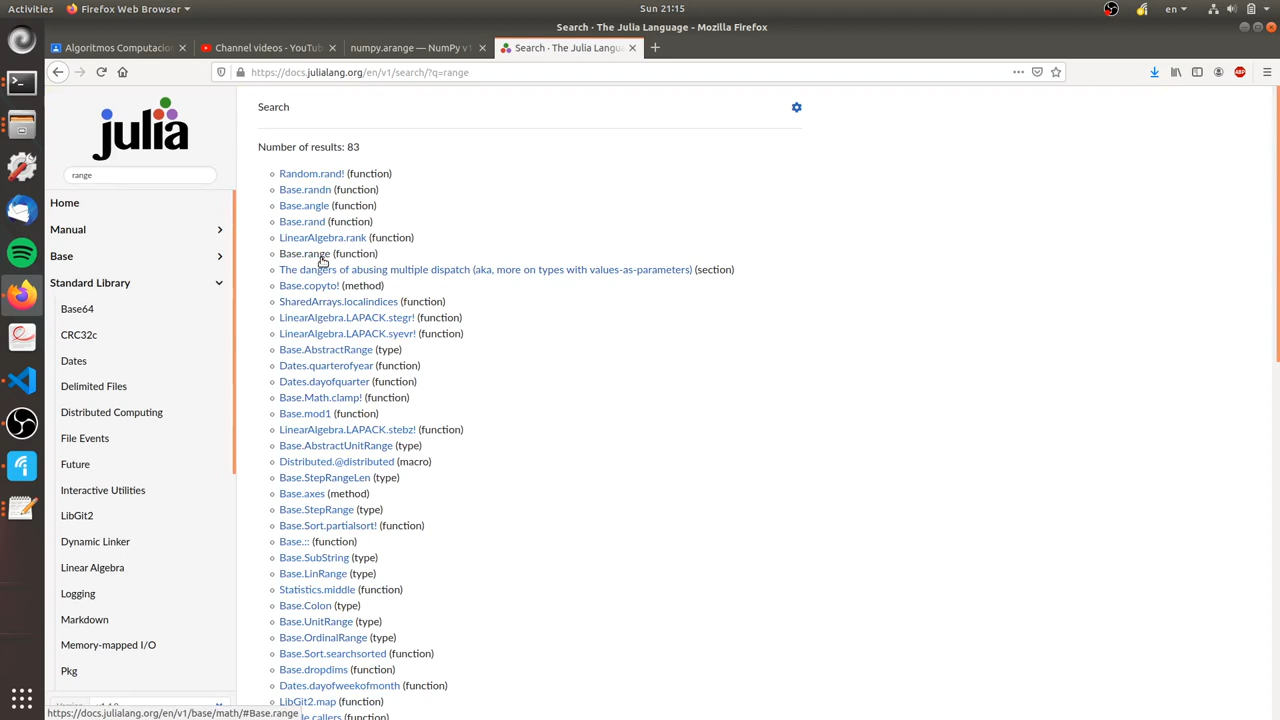 Activities
Firefox Web Browser
Sun 21:15
en
Search · The Julia Language - Mozilla Firefox
Algoritmos Computacion
Channel videos - YouTu
numpy.arange — NumPy v1
Search · The Julia Langua
https://docs.julialang.org/en/v1/search/?q=range
ABP
julia
range
Home
Manual
Base
Standard Library
Base64
CRC32c
Dates
Delimited Files
Distributed Computing
File Events
Future
Interactive Utilities
LibGit2
Dynamic Linker
Linear Algebra
Logging
Markdown
Memory-mapped I/O
Pkg
Search
Number of results: 83
Random.rand! (function)
Base.randn (function)
Base.angle (function)
Base.rand (function)
LinearAlgebra.rank (function)
Base.range (function)
The dangers of abusing multiple dispatch (aka, more on types with values-as-parameters) (section)
Base.copyto! (method)
SharedArrays.localindices (function)
LinearAlgebra.LAPACK.stegr! (function)
LinearAlgebra.LAPACK.syevr! (function)
Base.AbstractRange (type)
Dates.quarterofyear (function)
Dates.dayofquarter (function)
Base.Math.clamp! (function)
Base.mod1 (function)
LinearAlgebra.LAPACK.stebz! (function)
Base.AbstractUnitRange (type)
Distributed.@distributed (macro)
Base.StepRangeLen (type)
Base.axes (method)
Base.StepRange (type)
Base.Sort.partialsort! (function)
Base.:: (function)
Base.SubString (type)
Base.LinRange (type)
Statistics.middle (function)
Base.Colon (type)
Base.UnitRange (type)
Base.OrdinalRange (type)
Base.Sort.searchsorted (function)
Base.dropdims (function)
Dates.dayofweekofmonth (function)
LibGit2.map (function)
callers (function)
https://docs.julialang.org/en/v1/base/math/#Base.range